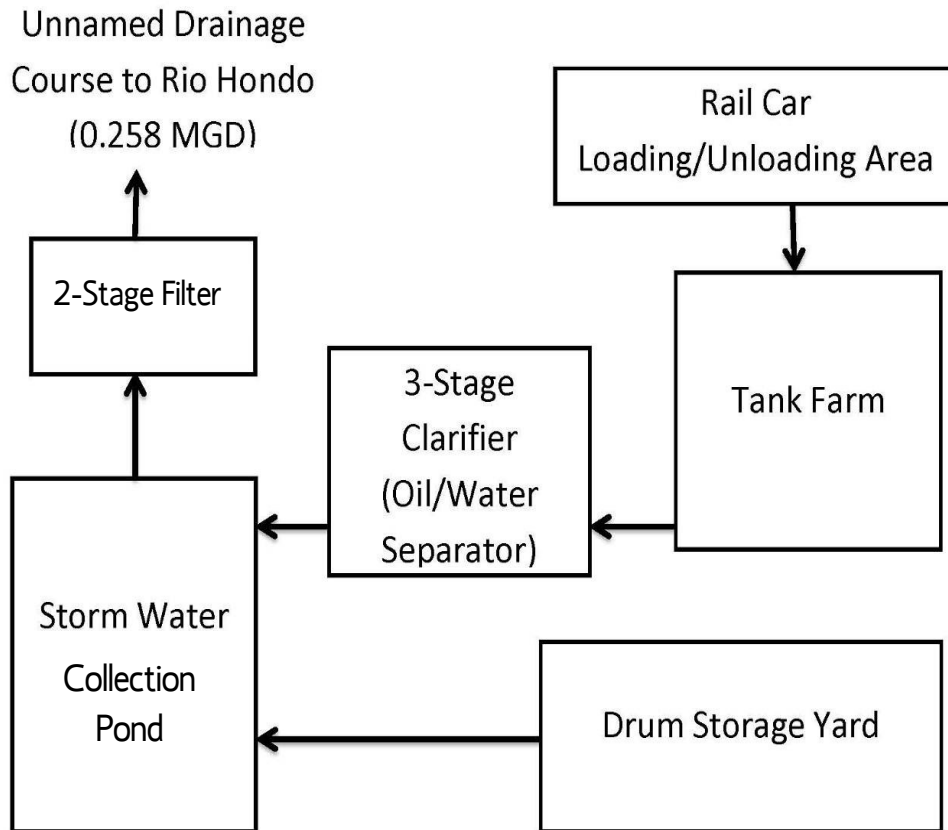 Unnamed Drainage
Course to Rio Hondo
(0.258 MGD)
Rail Car
Loading/Unloading Area
2-Stage Filter
3-Stage
Clarifier
(Oil/Water
Separator)
Tank Farm
Storm Water
Collection
Pond
Drum Storage Yard